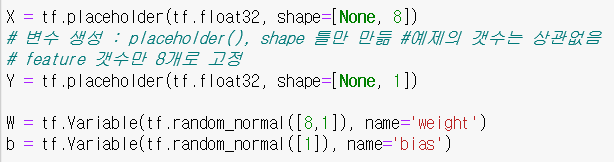 X = tf.placeholder(tf.float32, shape=[None, 8])
# 변수 생성 : placeholder(), shape 틀만 만듦 #예제의 갯수는 상관없음
# feature 갯수만 8개로 고정
Y = tf.placeholder(tf.float32, shape=[None, 1])
W = tf.Variable(tf.random_normal([8,1]), name='weight')
b = tf.Variable(tf.random_normal([1]), name='bias')